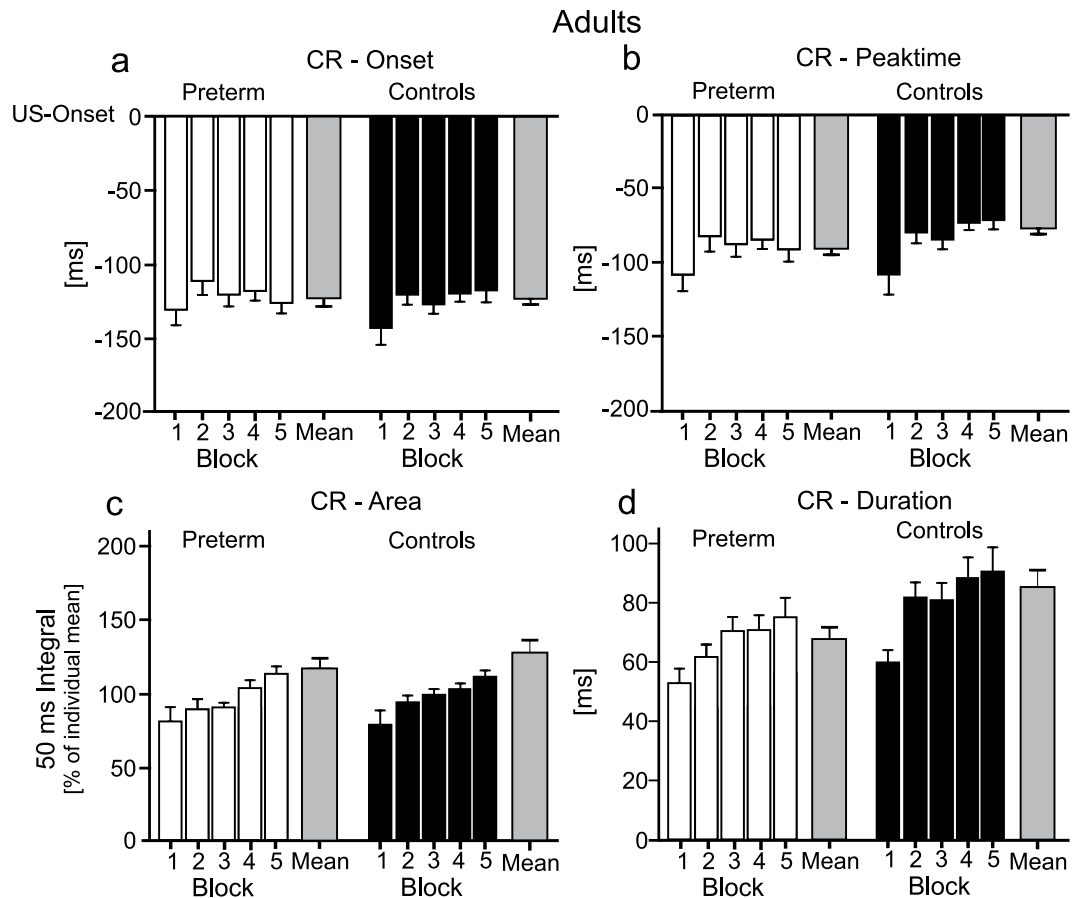 Adults
a
CR - Onset
Preterm
Controls
US-Onset
0
-50
-100
-150
-200
[ms]
1 2 3 4 5 Mean
Block
1 2 3 4 5 Mean
Block
b
CR - Peaktime
Preterm
Controls
0
-50
-100
-150
-200
[ms]
1 2 3 4 5 Mean
Block
1 2 3 4 5 Mean
Block
c
CR - Area
Preterm
Controls
200
150
100
50
0
50 ms Integral
[% of individual mean]
1 2 3 4 5 Mean
Block
1 2 3 4 5 Mean
Block
d
CR - Duration
Preterm
Controls
100
80
60
40
20
0
[ms]
1 2 3 4 5 Mean
Block
1 2 3 4 5 Mean
Block